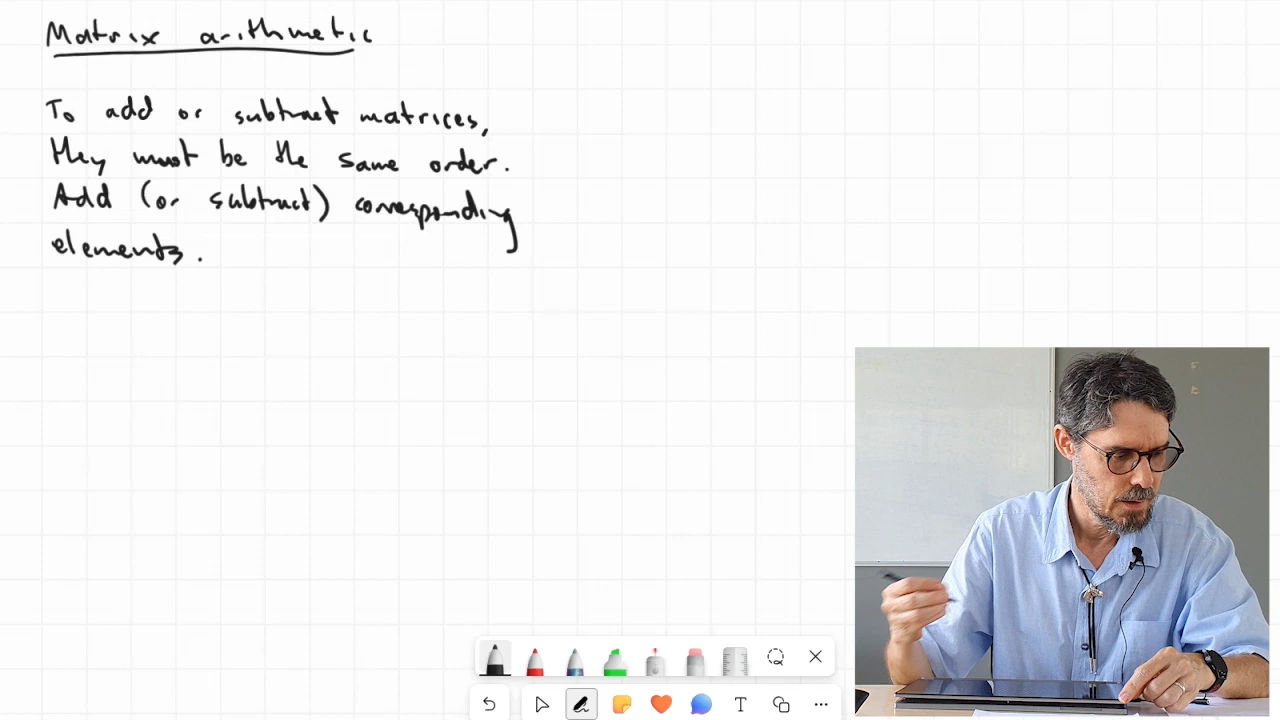 Matrix arithmetic
To add or subtract matrices,
they must be the same order.
Add (or subtract) corresponding
elements.
T